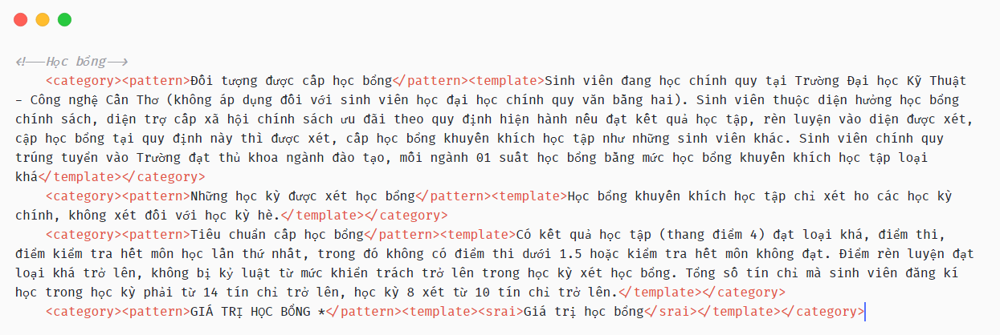 <!--Học bổng-->
<category><pattern>Đối tượng được cấp học bổng</pattern><template>Sinh viên đang học chính quy tại Trường Đại học Kỹ Thuật
– Công nghệ Cần Thơ (không áp dụng đối với sinh viên học đại học chính quy văn bằng hai). Sinh viên thuộc diện hưởng học bổng
chính sách, diện trợ cấp xã hội chính sách ưu đãi theo quy định hiện hành nếu đạt kết quả học tập, rèn luyện vào diện được xét,
cập học bổng tại quy định này thì được xét, cấp học bổng khuyến khích học tập như những sinh viên khác. Sinh viên chính quy
trúng tuyển vào Trường đạt thủ khoa ngành đào tạo, mỗi ngành 01 suất học bổng bằng mức học bổng khuyến khích học tập loại
khá</template></category>
<category><pattern>Những học kỳ được xét học bổng</pattern><template>Học bổng khuyến khích học tập chỉ xét ho các học kỳ
chính, không xét đối với học kỳ hè.</template></category>
<category><pattern>Tiêu chuẩn cấp học bổng</pattern><template>Có kết quả học tập (thang điểm 4) đạt loại khá, điểm thi,
điểm kiểm tra hết môn học lần thứ nhất, trong đó không có điểm thi dưới 1.5 hoặc kiểm tra hết môn không đạt. Điểm rèn luyện đạt
loại khá trở lên, không bị kỷ luật từ mức khiển trách trở lên trong học kỳ xét học bổng. Tổng số tín chỉ mà sinh viên đăng kí
học trong học kỳ phải từ 14 tín chỉ trở lên, học kỳ 8 xét từ 10 tín chỉ trở lên.</template></category>
<category><pattern>GIÁ TRỊ HỌC BỔNG *</pattern><template><srai>Giá trị học bổng</srai></template></category>